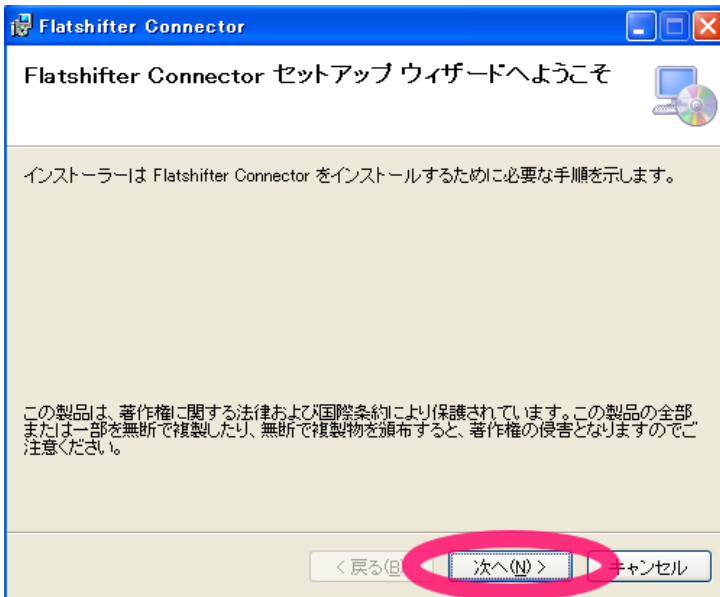 Flatshifter Connector
Flatshifter Connector セットアップ ウィザードへようこそ
インストーラーは Flatshifter Connector をインストールするために必要な手順を示します。
この製品は、著作権に関する法律および国際条約により保護されています。この製品の全部
または一部を無断で複製したり、無断で複製物を頒布すると、著作権の侵害となりますのでご
注意ください。
< 戻る(B)
次へ(N) >
キャンセル